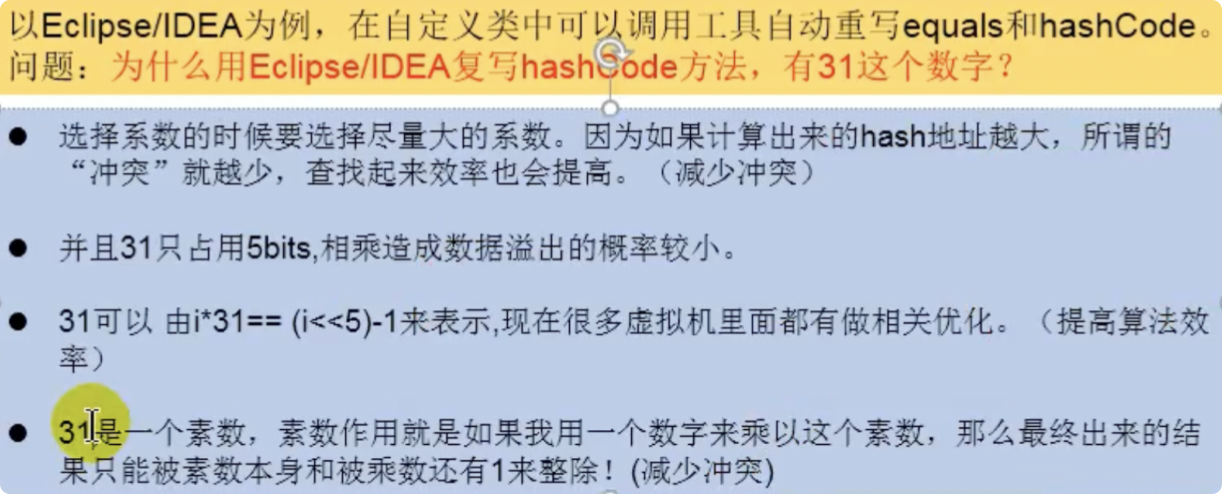 以Eclipse/IDEA为例，在自定义类中可以调用工具自动重写equals和hashCode。
问题：为什么用Eclipse/IDEA复写hashCode方法，有31这个数字？
● 选择系数的时候要选择尽量大的系数。因为如果计算出来的hash地址越大，所谓的
“冲突”就越少，查找起来效率也会提高。（减少冲突）
● 并且31只占用5bits,相乘造成数据溢出的概率较小。
● 31可以 由i*31== (i<<5)-1来表示,现在很多虚拟机里面都有做相关优化。（提高算法效
率）
● 31是一个素数，素数作用就是如果我用一个数字来乘以这个素数，那么最终出来的结
果只能被素数本身和被乘数还有1来整除！(减少冲突)